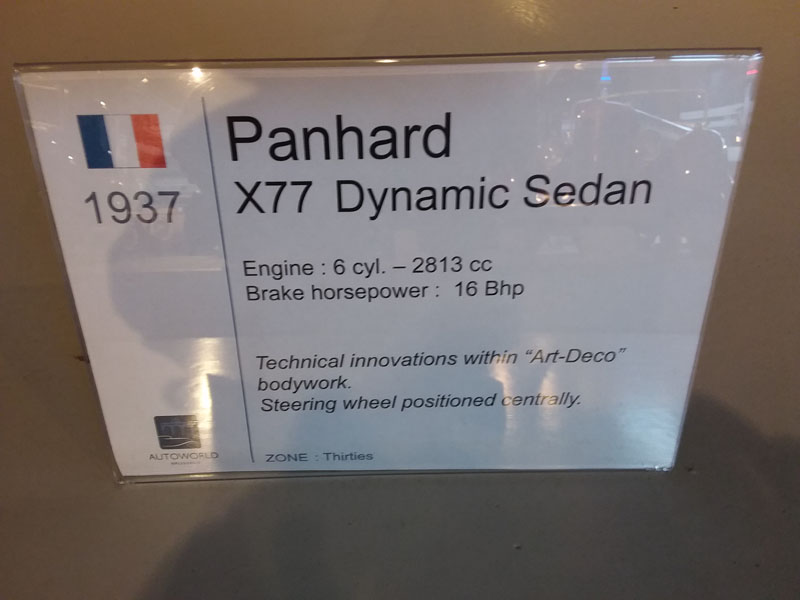 1937
Panhard
X77 Dynamic Sedan
Engine : 6 cyl. – 2813 cc
Brake horsepower : 16 Bhp
Technical innovations within “Art-Deco”
bodywork.
Steering wheel positioned centrally.
AUTOWORLD
ZONE : Thirties